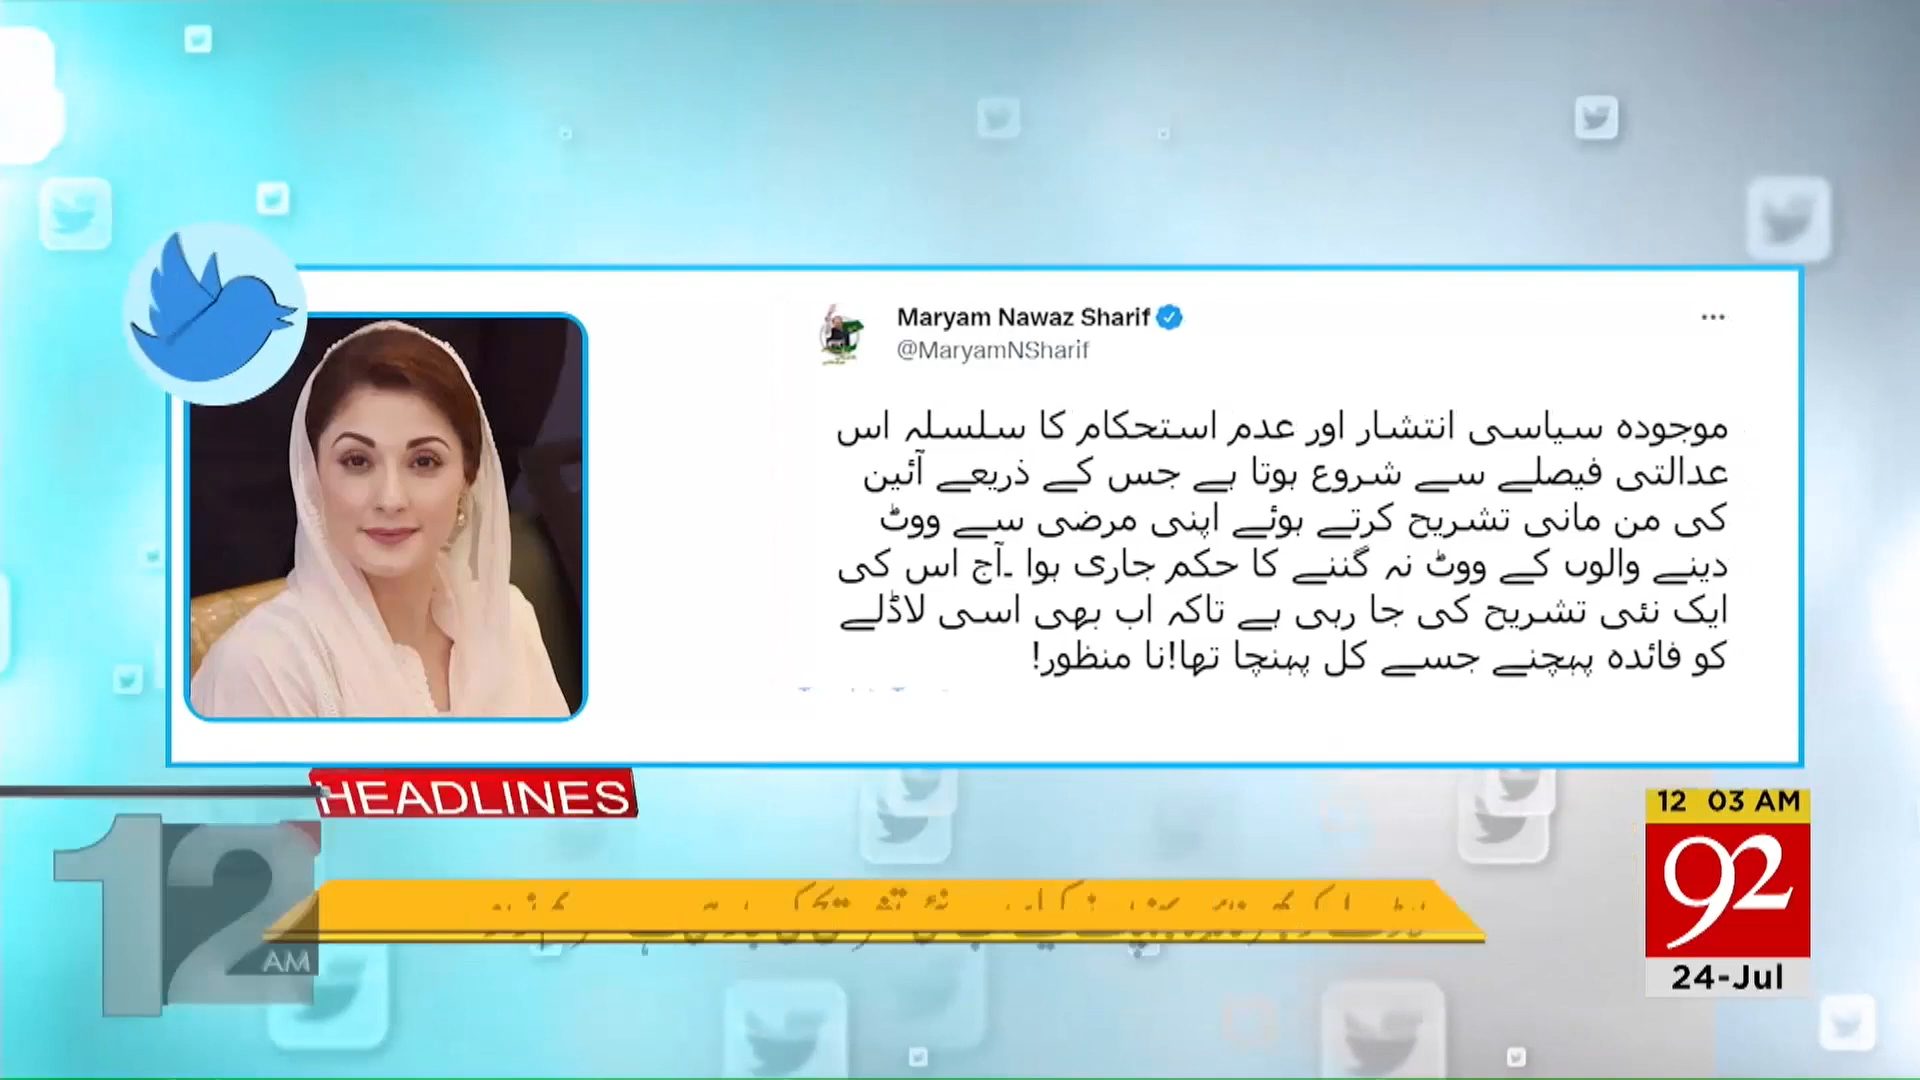 Maryam Nawaz Sharif
@MaryamNSharif
موجودہ سیاسی انتشار اور عدم استحکام کا سلسلہ اس
عدالتی فیصلے سے شروع ہوتا ہے جس کے ذریعے آئین
کی من مانی تشریح کرتے ہوئے اپنی مرضی سے ووٹ
دینے والوں کے ووٹ نہ گننے کا حکم جاری ہوا ۔آج اس کی
ایک نئی تشریح کی جا رہی ہے تاکہ اب بھی اسی لاڈلے
کو فائدہ پہچنے جسے کل پہنچا تھا!نا منظور!
HEADLINES
12
AM
12 03 AM
92
24-Jul